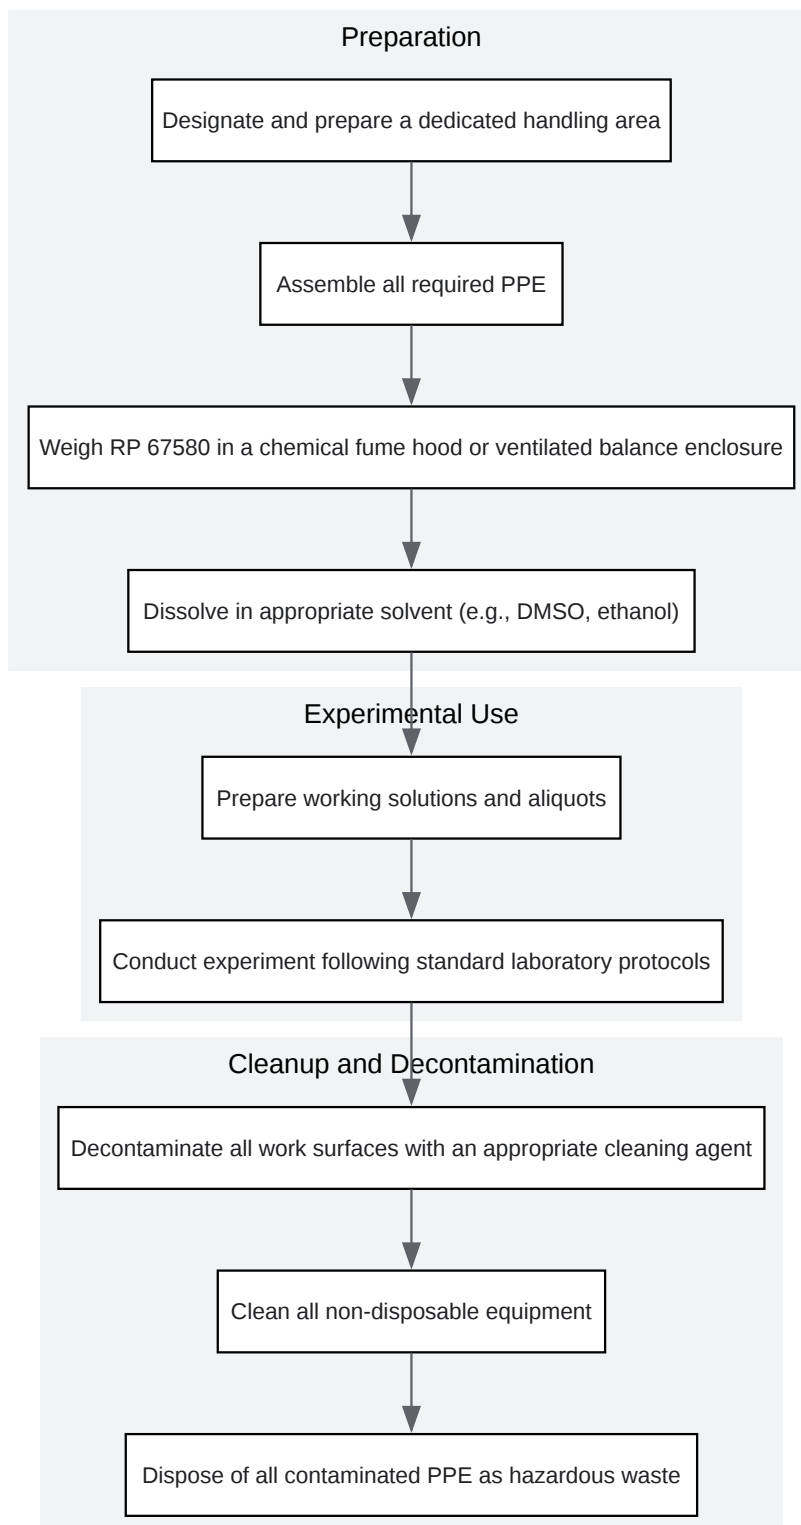 Preparation
Designate and prepare a dedicated handling area
Assemble all required PPE
Weigh RP 67580 in a chemical fume hood or ventilated balance enclosure
Dissolve in appropriate solvent (e.g., DMSO, ethanol)
Experimental Use
Prepare working solutions and aliquots
Conduct experiment following standard laboratory protocols
Cleanup and Decontamination
Decontaminate all work surfaces with an appropriate cleaning agent
Clean all non-disposable equipment
Dispose of all contaminated PPE as hazardous waste